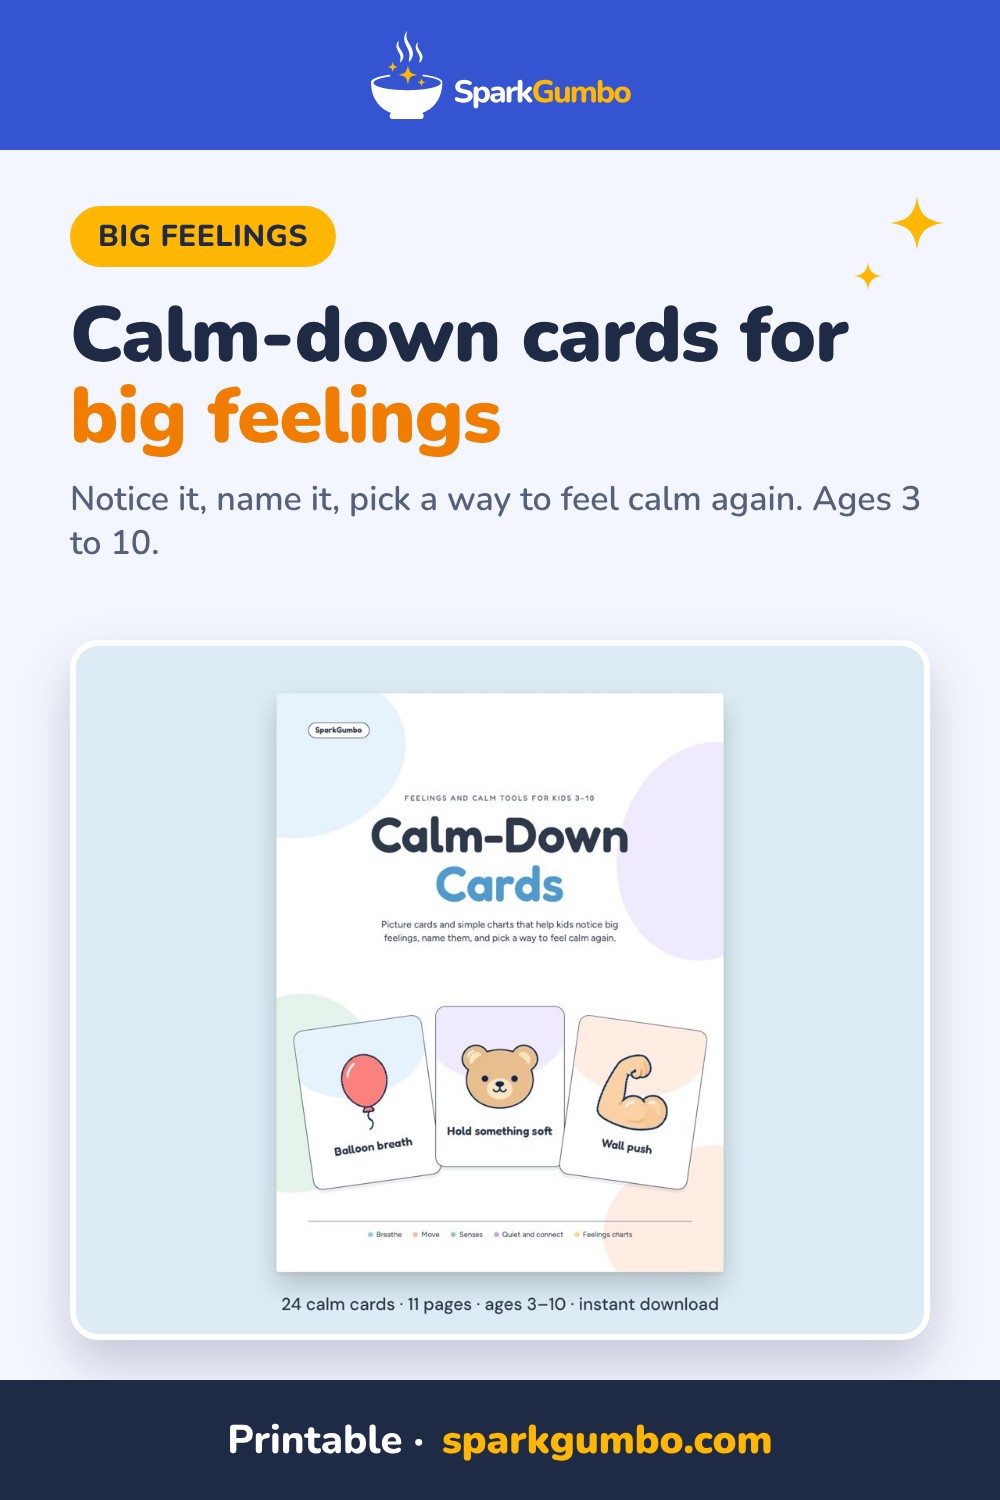 SparkGumbo
BIG FEELINGS
Calm-down cards for
big feelings
Notice it, name it, pick a way to feel calm again. Ages 3
to 10.
SparkGumbo
FEELINGS AND CALM TOOLS FOR KIDS 3–10
Calm-Down
Cards
Picture cards and simple charts that help kids notice big
feelings, name them, and pick a way to feel calm again.
Balloon breath
Hold something soft
Wall push
Breathe Move Senses Quiet and connect Feelings charts
24 calm cards · 11 pages · ages 3–10 · instant download
Printable · sparkgumbo.com